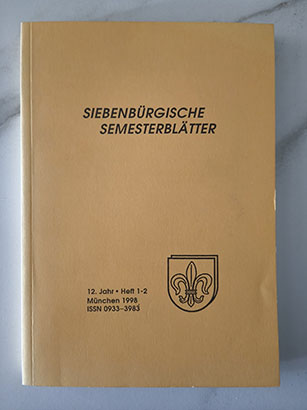 SIEBENBÜRGISCHE
SEMESTERBLÄTTER
12. Jahr • Heft 1-2
München 1998
ISSN 0933-3983